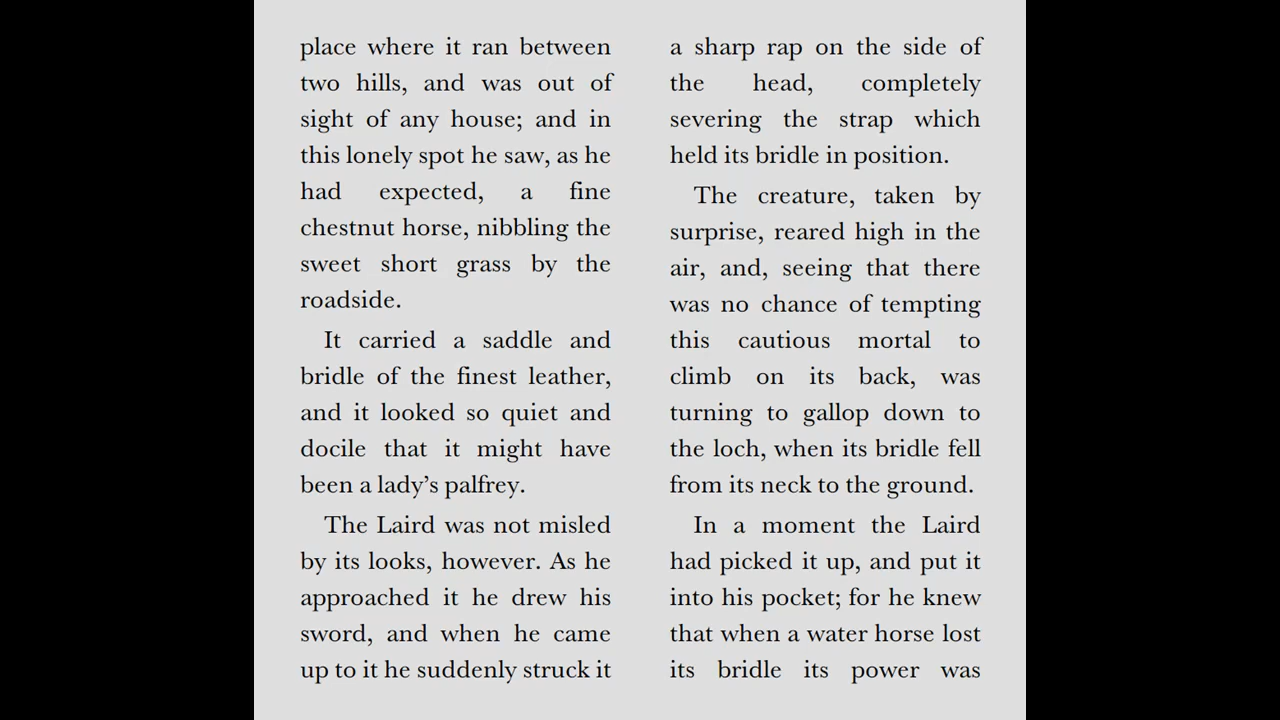 place where it ran between
two hills, and was out of
sight of any house; and in
this lonely spot he saw, as he
had expected, a fine
chestnut horse, nibbling the
sweet short grass by the
roadside.
It carried a saddle and
bridle of the finest leather,
and it looked so quiet and
docile that it might have
been a lady’s palfrey.
The Laird was not misled
by its looks, however. As he
approached it he drew his
sword, and when he came
up to it he suddenly struck it
a sharp rap on the side of
the head, completely
severing the strap which
held its bridle in position.
The creature, taken by
surprise, reared high in the
air, and, seeing that there
was no chance of tempting
this cautious mortal to
climb on its back, was
turning to gallop down to
the loch, when its bridle fell
from its neck to the ground.
In a moment the Laird
had picked it up, and put it
into his pocket; for he knew
that when a water horse lost
its bridle its power was